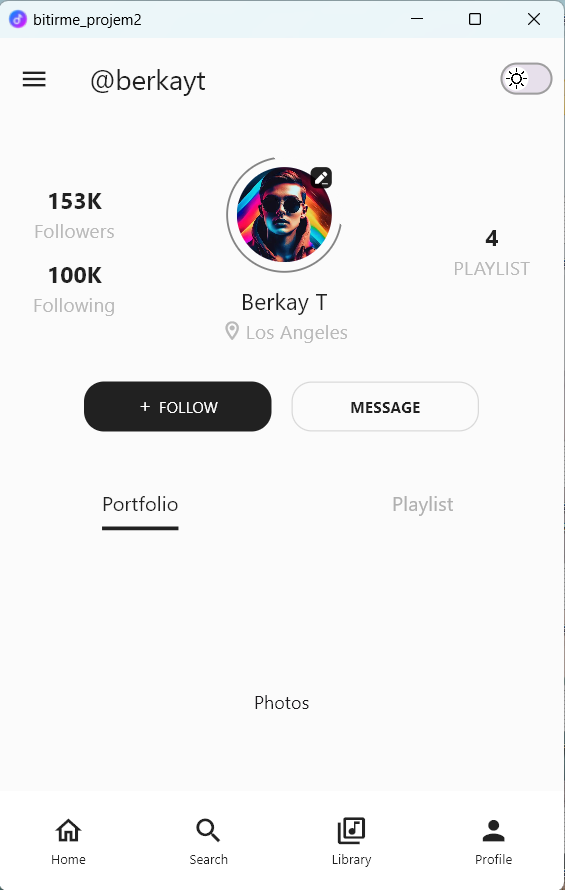 bitirme_projem2
@berkayt
153K
Followers
100K
Following
4
PLAYLIST
Berkay T
Los Angeles
+ FOLLOW
MESSAGE
Portfolio
Playlist
Photos
Home
Search
Library
Profile